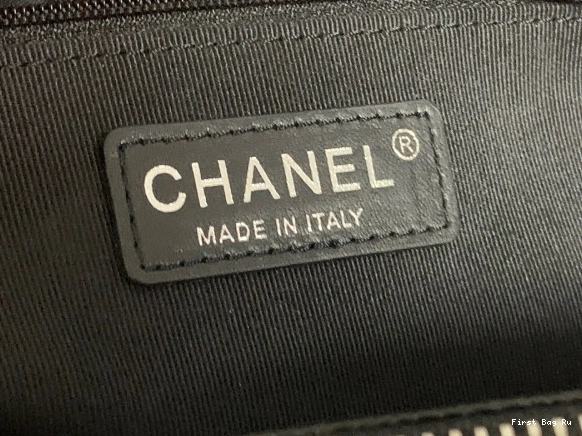 CHANEL®
MADE IN ITALY
First Bag Ru